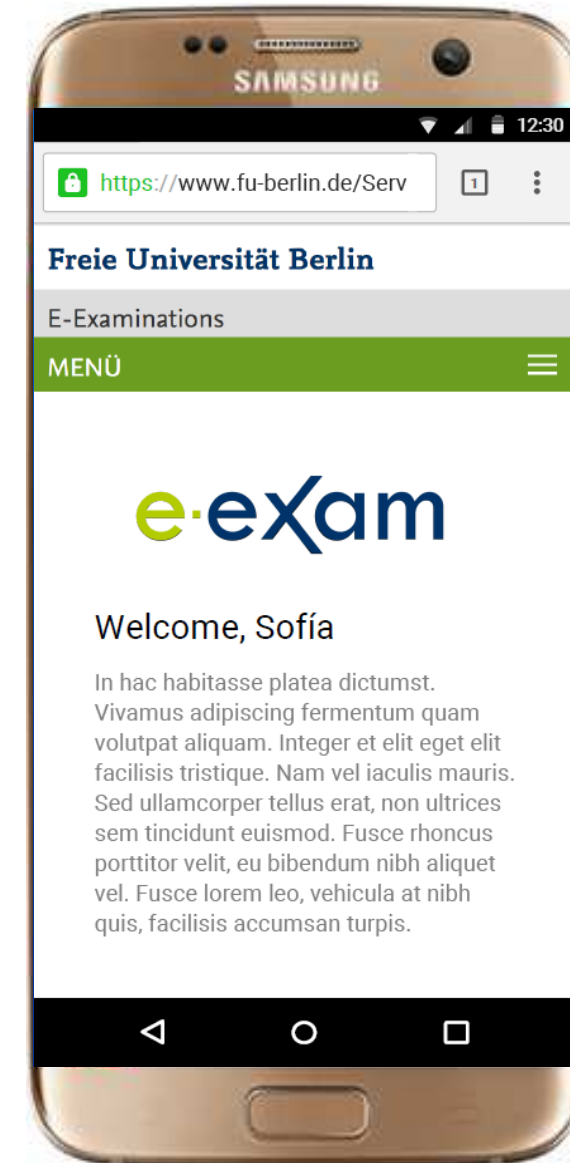 SAMSUNG
12:30
https://www.fu-berlin.de/Serv
1
Freie Universität Berlin
E-Examinations
MENÜ
e·exam
Welcome, Sofía
In hac habitasse platea dictumst.
Vivamus adipiscing fermentum quam
volutpat aliquam. Integer et elit eget elit
facilisis tristique. Nam vel iaculis mauris.
Sed ullamcorper tellus erat, non ultrices
sem tincidunt euismod. Fusce rhoncus
porttitor velit, eu bibendum nibh aliquet
vel. Fusce lorem leo, vehicula at nibh
quis, facilisis accumsan turpis.